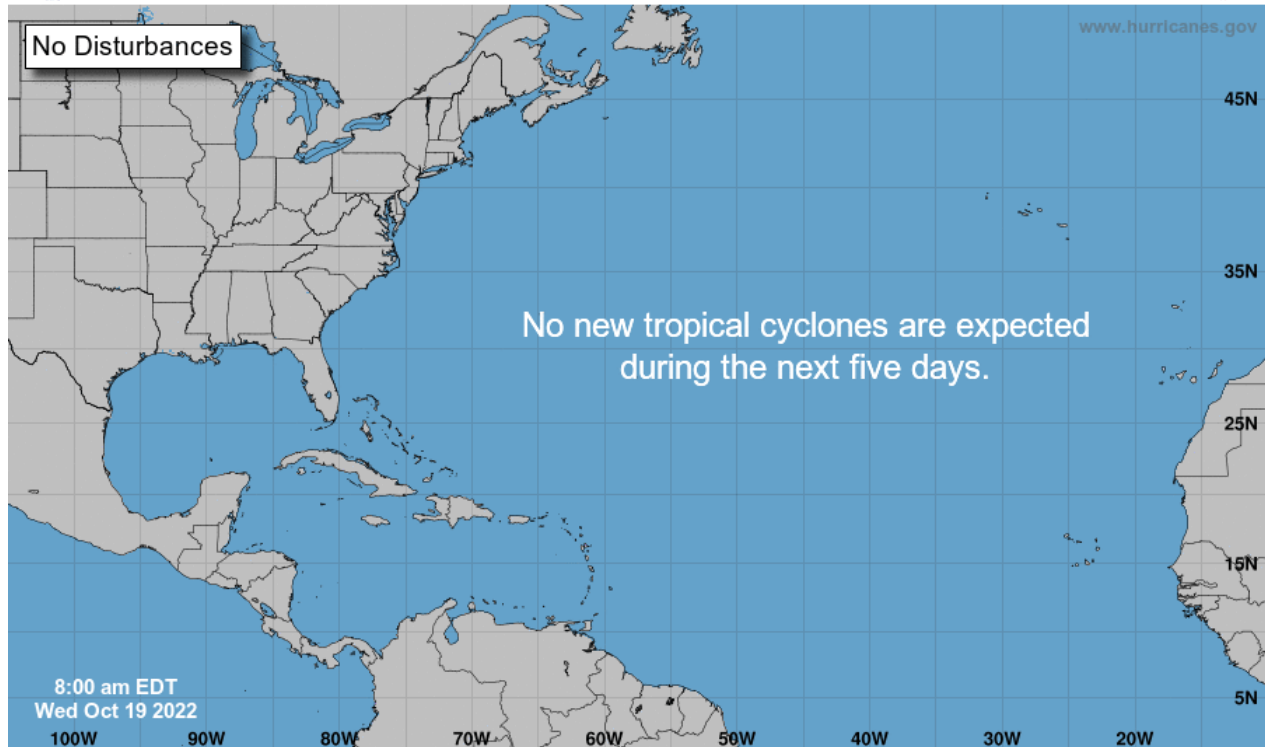 No Disturbances
www.hurricanes.gov
45N
35N
No new tropical cyclones are expected
during the next five days.
25N
15N
8:00 am EDT
Wed Oct 19 2022
5N
100W 90W 80W 70W 60W 50W 40W 30W 20W